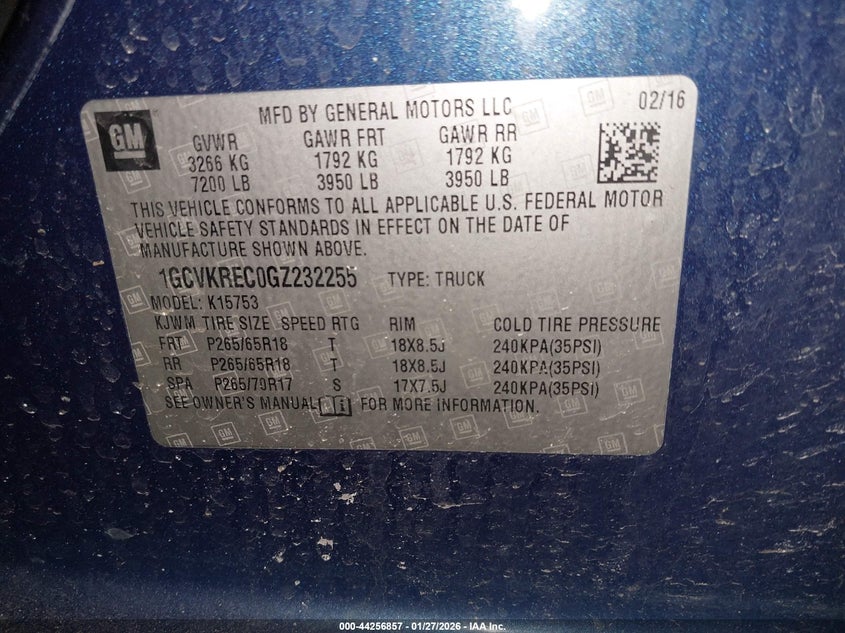 GM
MFD BY GENERAL MOTORS LLC
02/16
GVWR GAWR FRT GAWR RR
3266 KG 1792 KG 1792 KG
7200 LB 3950 LB 3950 LB
THIS VEHICLE CONFORMS TO ALL APPLICABLE U.S. FEDERAL MOTOR
VEHICLE SAFETY STANDARDS IN EFFECT ON THE DATE OF
MANUFACTURE SHOWN ABOVE.
1GCVKREC0GZ232255 TYPE: TRUCK
MODEL: K15753
KJWM TIRE SIZE SPEED RTG RIM COLD TIRE PRESSURE
FRT P265/65R18 T 18X8.5J 240KPA(35PSI)
RR P265/65R18 T 18X8.5J 240KPA(35PSI)
SPA P265/70R17 S 17X7.5J 240KPA(35PSI)
SEE OWNER'S MANUAL i FOR MORE INFORMATION.
000-44256857 - 01/27/2026 - IAA Inc.